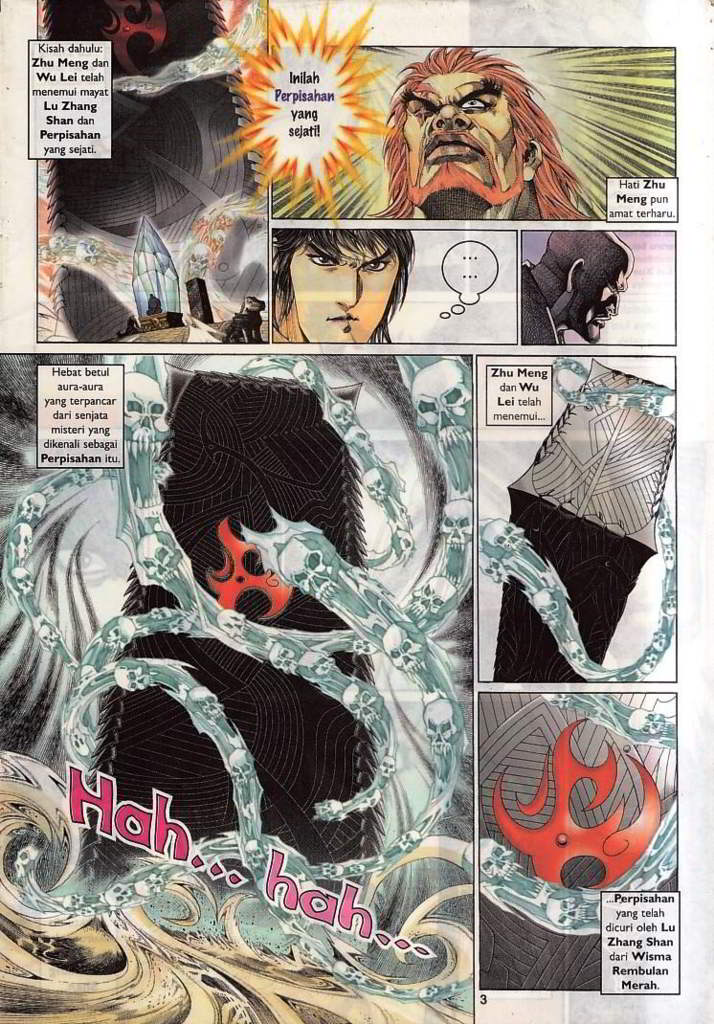 Kisah dahulu:
Zhu Meng dan
Wu Lei telah
menemui mayat
Lu Zhang
Shan dan
Perpisahan
yang sejati.
Inilah
Perpisahan
yang
sejati!
Hati Zhu
Meng pun
amat terharu.
...
...
Hebat betul
aura-aura
yang terpancar
dari senjata
misteri yang
dikenali sebagai
Perpisahan itu.
Zhu Meng
dan Wu
Lei telah
menemui...
Hah... hah...
...Perpisahan
yang telah
dicuri oleh Lu
Zhang Shan
dari Wisma
Rembulan
Merah.
3